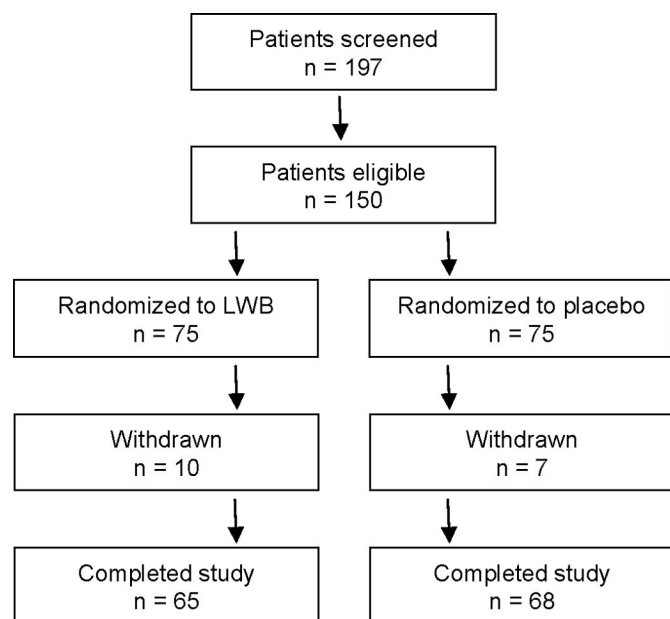 Patients screened
n = 197
Patients eligible
n = 150
Randomized to LWB
n = 75
Randomized to placebo
n = 75
Withdrawn
n = 10
Withdrawn
n = 7
Completed study
n = 65
Completed study
n = 68